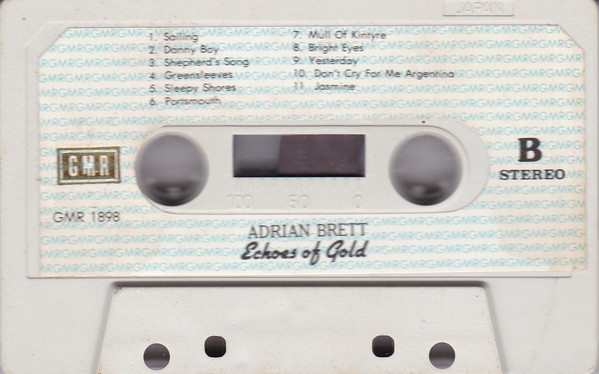 JAPAN
1. Sailing
2. Danny Boy
3. Shepherd's Song
4. Greensleeves
5. Sleepy Shores
6. Portsmouth
7. Mull Of Kintyre
8. Bright Eyes
9. Yesterday
10. Don't Cry For Me Argentina
11. Jasmine
GMR
B
STEREO
100 50 0
GMR 1898
ADRIAN BRETT
Echoes of Gold